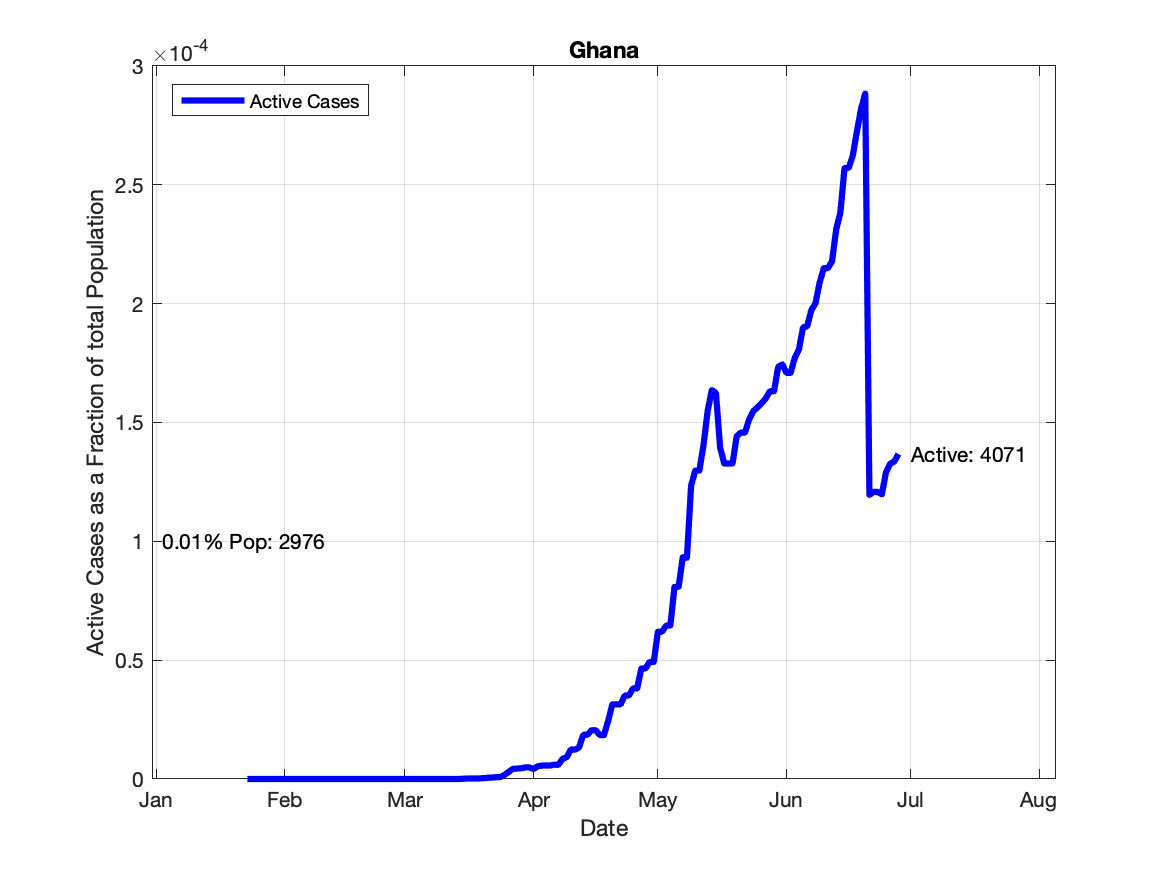 Ghana
×10-4
3
2.5
2
1.5
1
0.5
0
Active Cases as a Fraction of total Population
Active Cases
0.01% Pop: 2976
Active: 4071
Jan Feb Mar Apr May Jun Jul Aug
Date